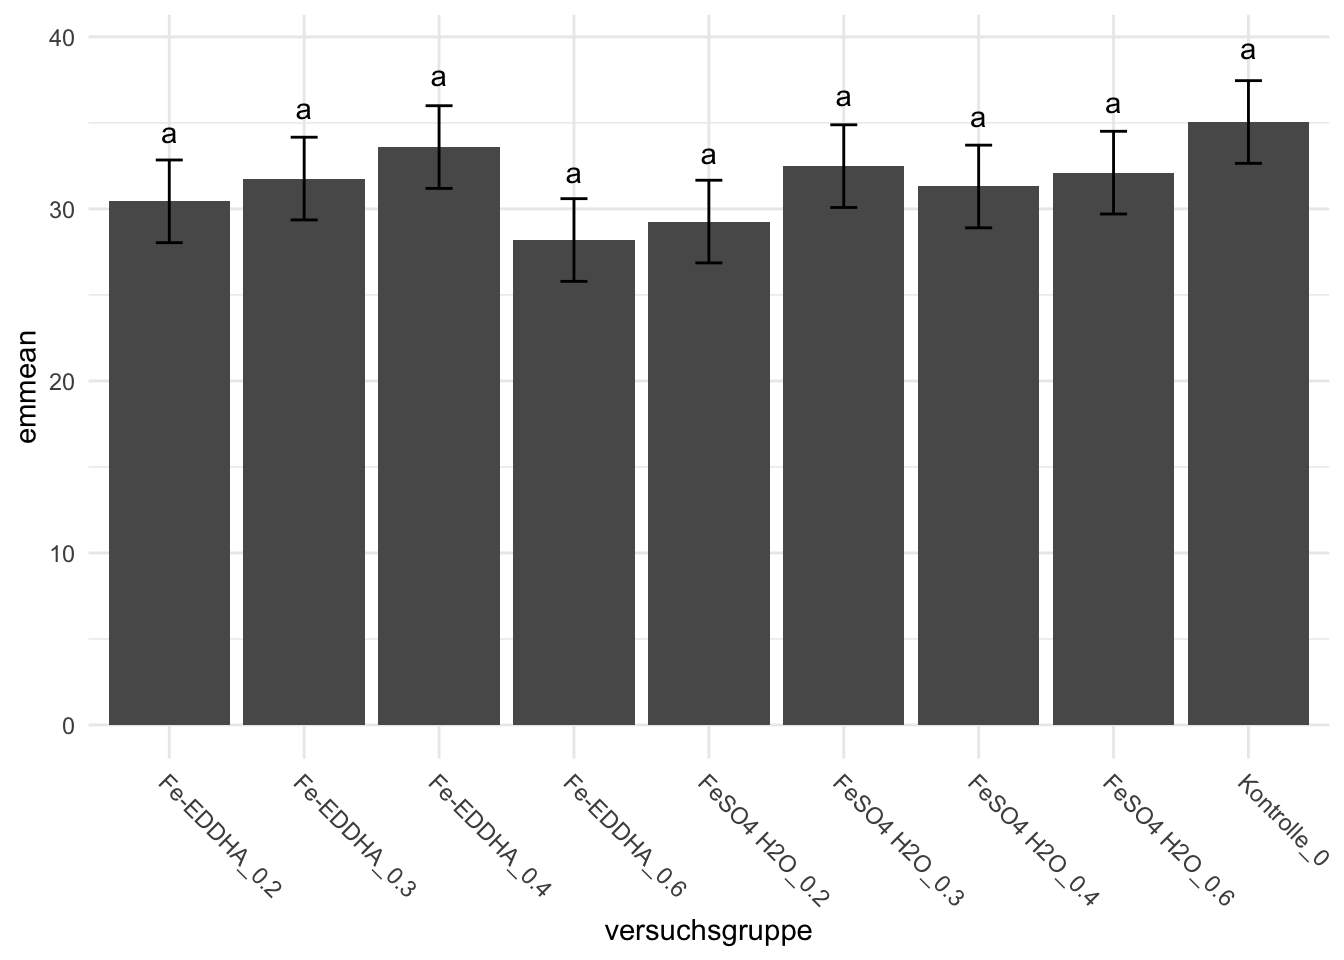 emmean
40
30
20
10
0
a
a
a
a
a
a
a
a
a
Fe-EDDHA_0.2
Fe-EDDHA_0.3
Fe-EDDHA_0.4
Fe-EDDHA_0.6
FeSO4 H2O_0.2
FeSO4 H2O_0.3
FeSO4 H2O_0.4
FeSO4 H2O_0.6
Kontrolle_0
versuchsgruppe